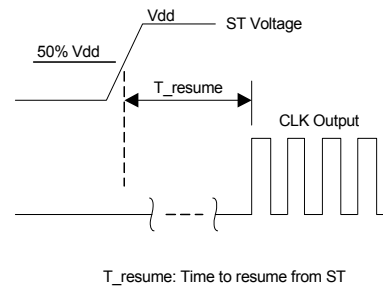 Vdd
ST Voltage
50% Vdd
T_resume
CLK Output
T_resume: Time to resume from ST